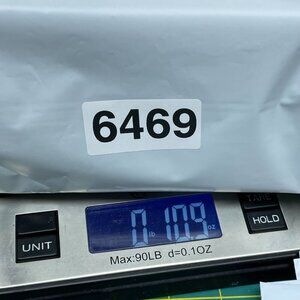 6469
TARE
0 lb 10.9 oz
UNIT
HOLD
Max:90LB d=0.1OZ